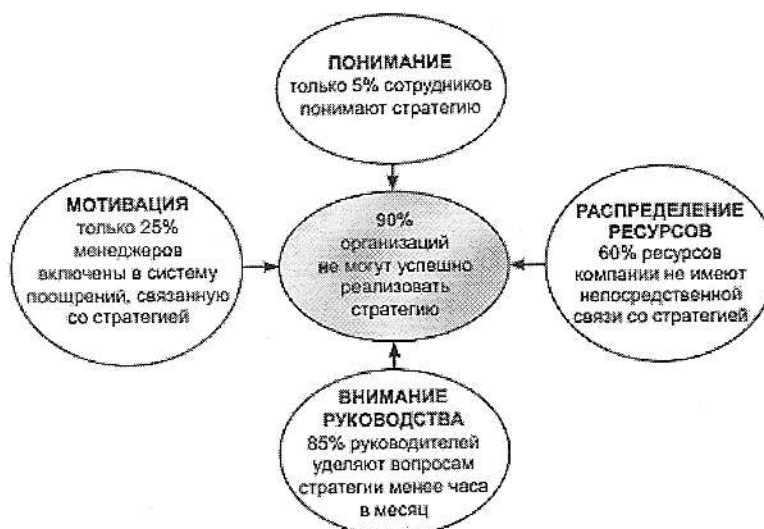 ПОНИМАНИЕ
только 5% сотрудников
понимают стратегию
МОТИВАЦИЯ
только 25%
менеджеров
включены в систему
поощрений, связанную
со стратегией
90%
организаций
не могут успешно
реализовать
стратегию
РАСПРЕДЕЛЕНИЕ
РЕСУРСОВ
60% ресурсов
компании не имеют
непосредственной
связи со стратегией
ВНИМАНИЕ
РУКОВОДСТВА
85% руководителей
уделяют вопросам
стратегии менее часа
в месяц